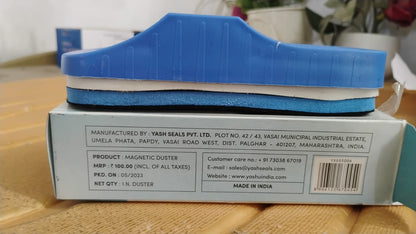 MANUFACTURED BY : YASH SEALS PVT. LTD. PLOT NO. 42 / 43, VASAI MUNICIPAL INDUSTRIAL ESTATE,
UMELA PHATA, PAPDY, VASAI ROAD WEST, DIST. PALGHAR - 401207, MAHARASHTRA, INDIA.
PRODUCT : MAGNETIC DUSTER
MRP : ₹ 100.00 (INCL. OF ALL TAXES)
PKD. ON : 05/2023
NET QTY : 1 N. DUSTER
Customer care no.: + 91 73038 67018
E-mail : sales@yashseals.com
Website : www.yashuindia.com
MADE IN INDIA